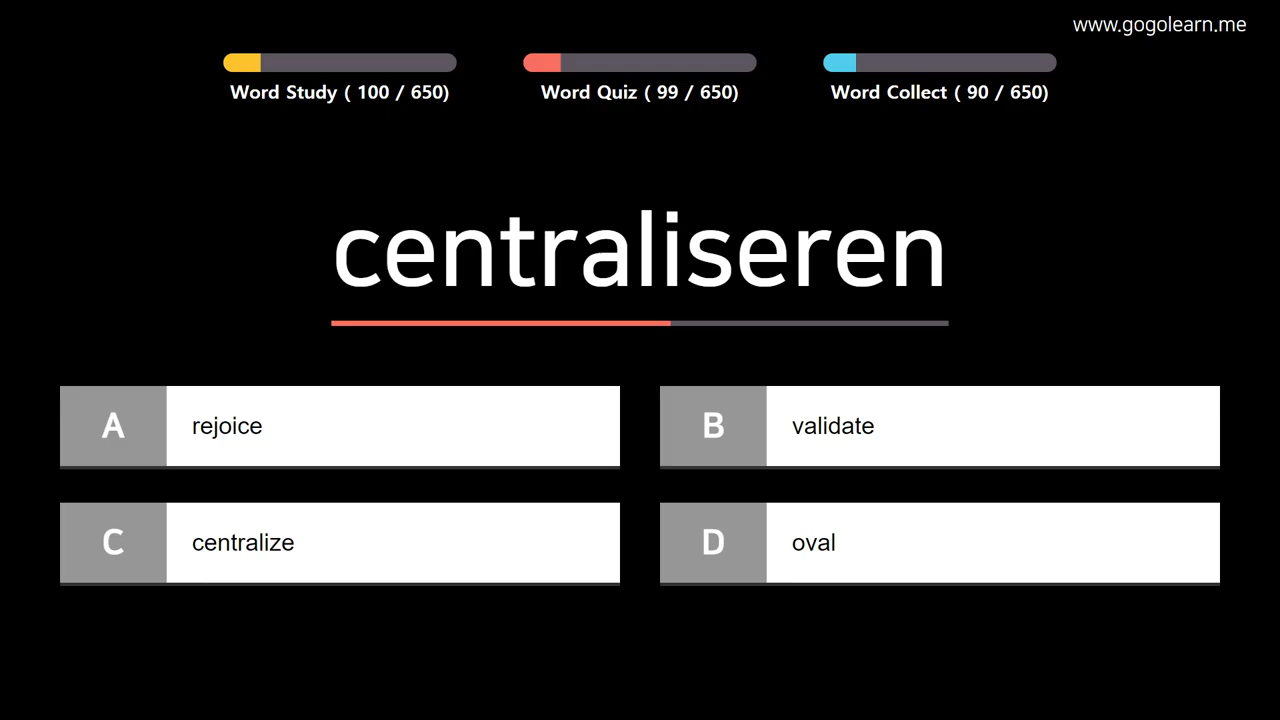 www.gogolearn.me
Word Study ( 100 / 650)
Word Quiz ( 99 / 650)
Word Collect ( 90 / 650)
centraliseren
A rejoice
B validate
C centralize
D oval